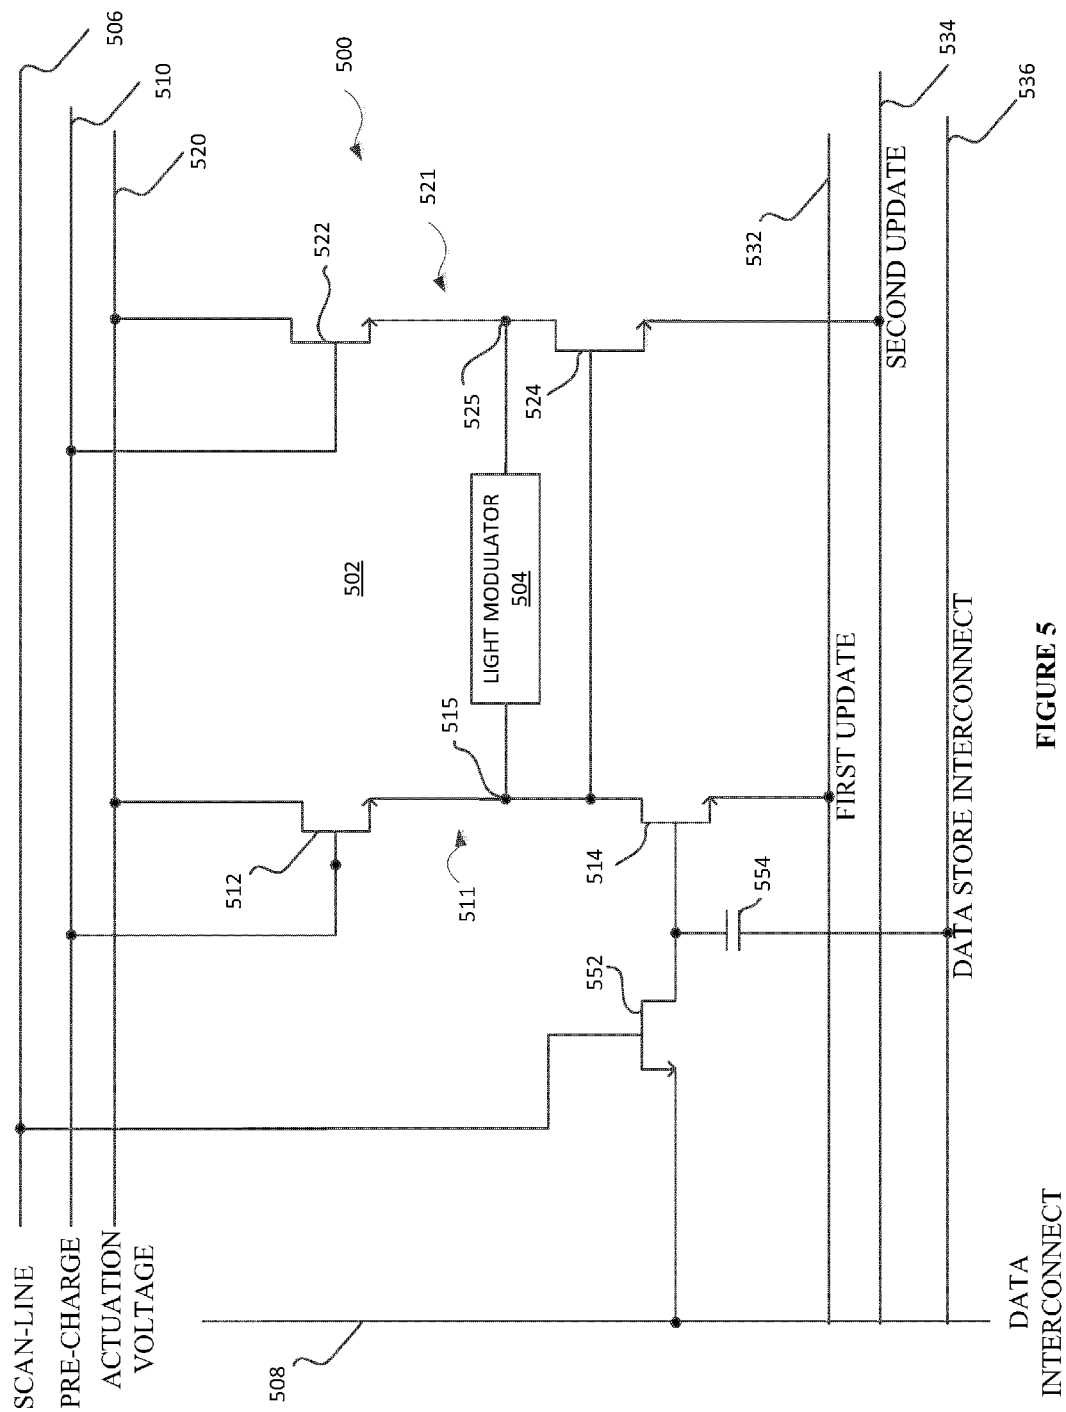 SCAN-LINE
506
PRE-CHARGE
510
ACTUATION
VOLTAGE
520
500
521
522
512
502
511
515
525
LIGHT MODULATOR
504
524
514
552
554
508
532
FIRST UPDATE
534
SECOND UPDATE
536
DATA STORE INTERCONNECT
DATA
INTERCONNECT
FIGURE 5